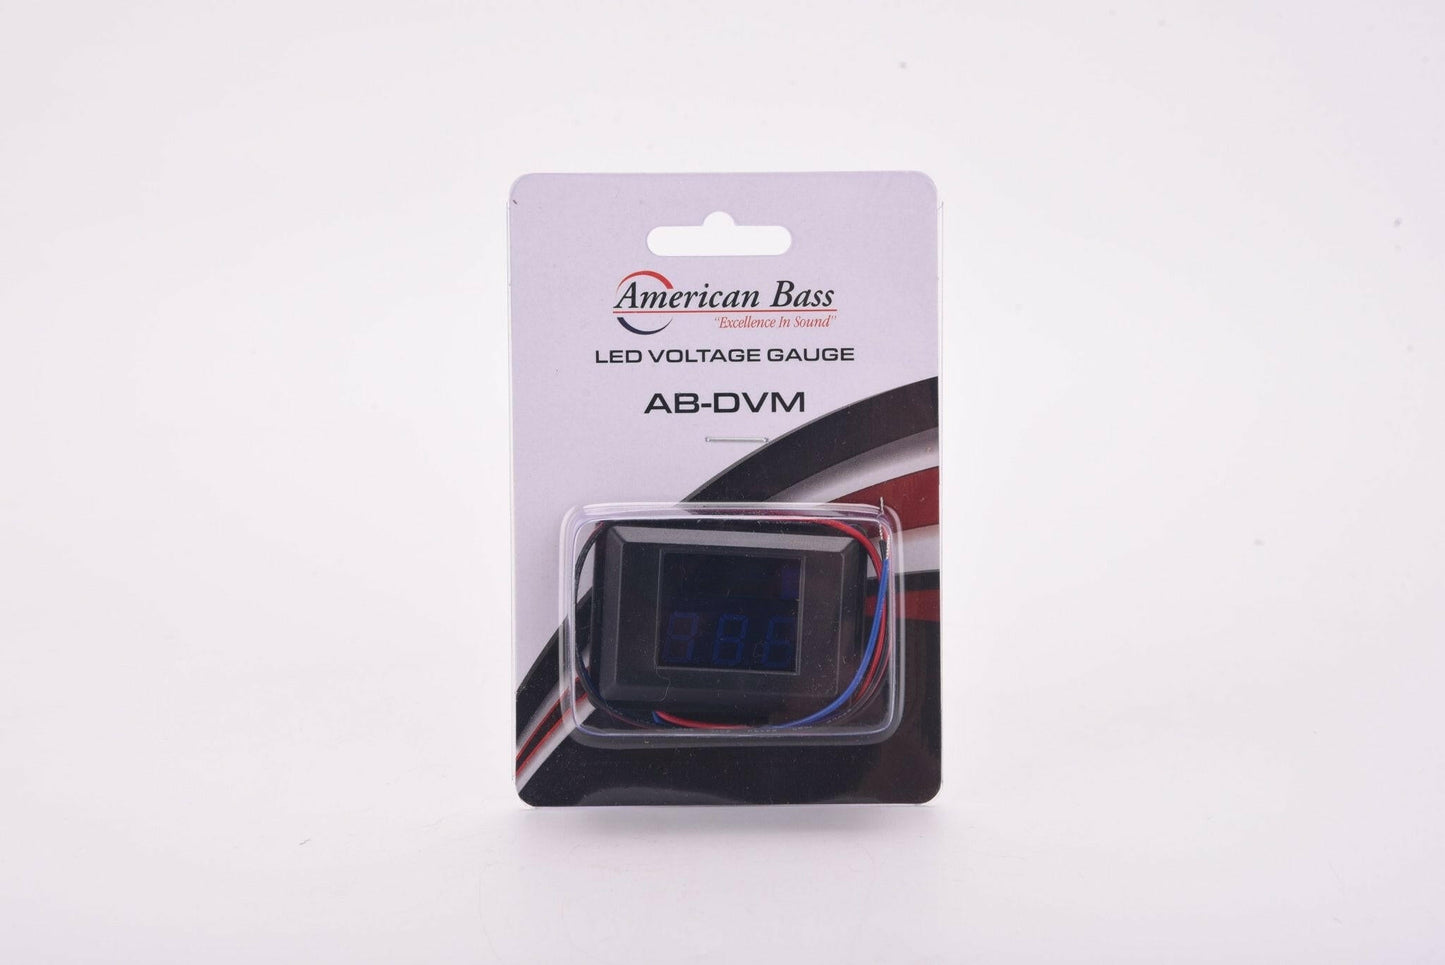 American Bass
"Excellence In Sound"
LED VOLTAGE GAUGE
AB-DVM